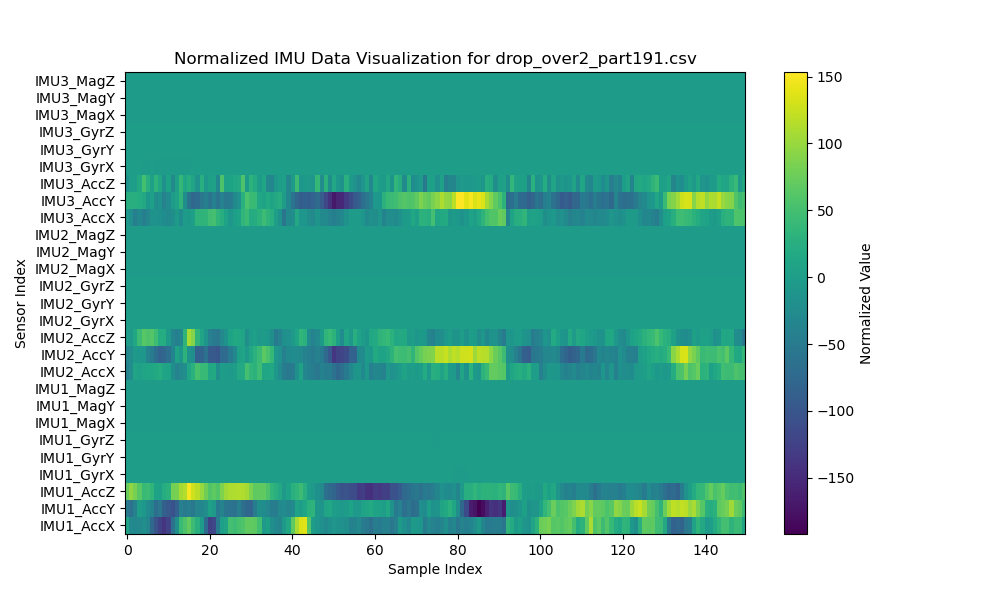 Normalized IMU Data Visualization for drop_over2_part191.csv
IMU3_MagZ
IMU3_MagY
IMU3_MagX
IMU3_GyrZ
IMU3_GyrY
IMU3_GyrX
IMU3_AccZ
IMU3_AccY
IMU3_AccX
IMU2_MagZ
IMU2_MagY
IMU2_MagX
IMU2_GyrZ
IMU2_GyrY
IMU2_GyrX
IMU2_AccZ
IMU2_AccY
IMU2_AccX
IMU1_MagZ
IMU1_MagY
IMU1_MagX
IMU1_GyrZ
IMU1_GyrY
IMU1_GyrX
IMU1_AccZ
IMU1_AccY
IMU1_AccX
Sensor Index
0 20 40 60 80 100 120 140
Sample Index
150
100
50
0
−50
−100
−150
Normalized Value